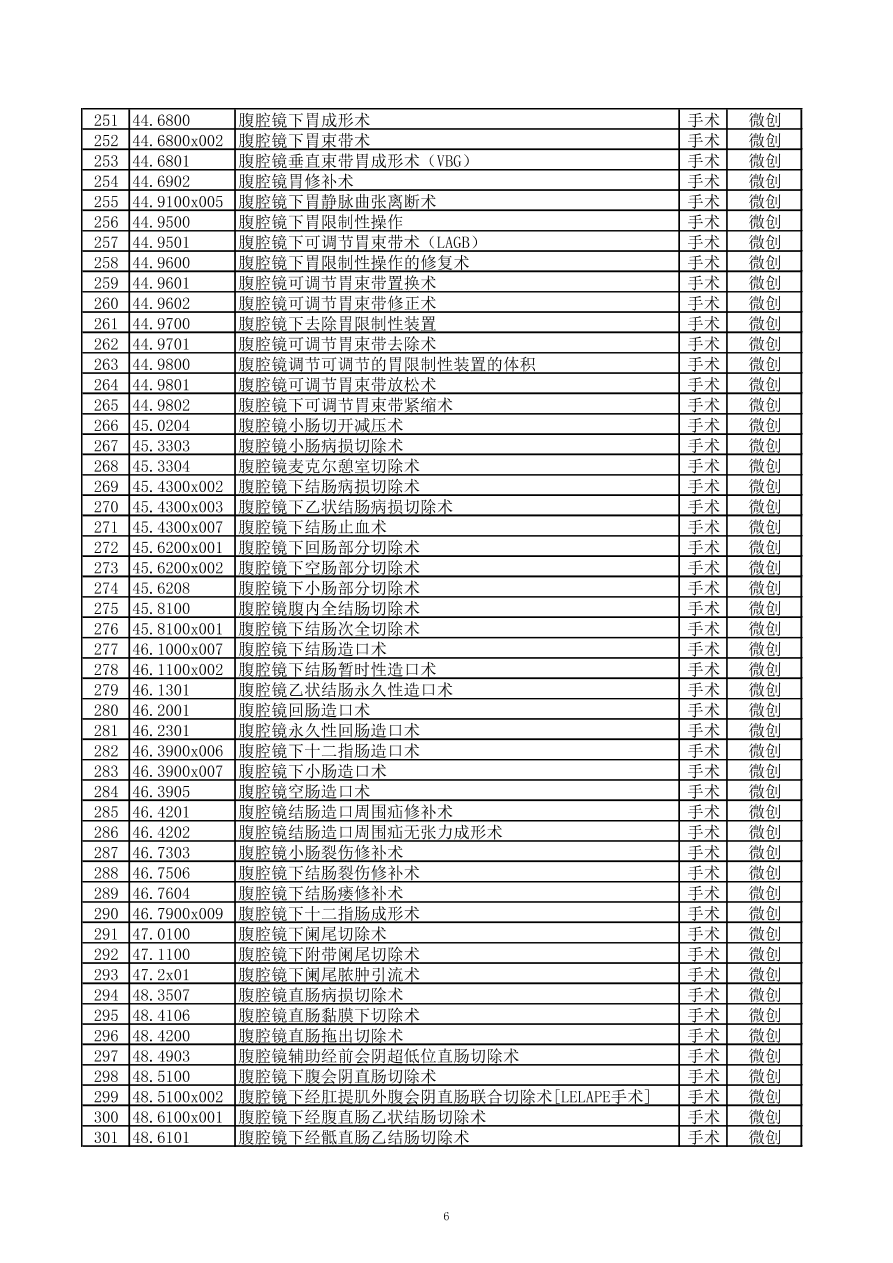 251 44.6800 腹腔镜下胃成形术 手术 微创
252 44.6800x002 腹腔镜下胃束带术 手术 微创
253 44.6801 腹腔镜垂直束带胃成形术（VBG） 手术 微创
254 44.6902 腹腔镜胃修补术 手术 微创
255 44.9100x005 腹腔镜下胃静脉曲张离断术 手术 微创
256 44.9500 腹腔镜下胃限制性操作 手术 微创
257 44.9501 腹腔镜下可调节胃束带术（LAGB） 手术 微创
258 44.9600 腹腔镜下胃限制性操作的修复术 手术 微创
259 44.9601 腹腔镜可调节胃束带置换术 手术 微创
260 44.9602 腹腔镜可调节胃束带修正术 手术 微创
261 44.9700 腹腔镜下去除胃限制性装置 手术 微创
262 44.9701 腹腔镜可调节胃束带去除术 手术 微创
263 44.9800 腹腔镜调节可调节的胃限制性装置的体积 手术 微创
264 44.9801 腹腔镜可调节胃束带放松术 手术 微创
265 44.9802 腹腔镜下可调节胃束带紧缩术 手术 微创
266 45.0204 腹腔镜小肠切开减压术 手术 微创
267 45.3303 腹腔镜小肠病损切除术 手术 微创
268 45.3304 腹腔镜麦克尔憩室切除术 手术 微创
269 45.4300x002 腹腔镜下结肠病损切除术 手术 微创
270 45.4300x003 腹腔镜下乙状结肠病损切除术 手术 微创
271 45.4300x007 腹腔镜下结肠止血术 手术 微创
272 45.6200x001 腹腔镜下回肠部分切除术 手术 微创
273 45.6200x002 腹腔镜下空肠部分切除术 手术 微创
274 45.6208 腹腔镜下小肠部分切除术 手术 微创
275 45.8100 腹腔镜腹内全结肠切除术 手术 微创
276 45.8100x001 腹腔镜下结肠次全切除术 手术 微创
277 46.1000x007 腹腔镜下结肠造口术 手术 微创
278 46.1100x002 腹腔镜下结肠暂时性造口术 手术 微创
279 46.1301 腹腔镜乙状结肠永久性造口术 手术 微创
280 46.2001 腹腔镜回肠造口术 手术 微创
281 46.2301 腹腔镜永久性回肠造口术 手术 微创
282 46.3900x006 腹腔镜下十二指肠造口术 手术 微创
283 46.3900x007 腹腔镜下小肠造口术 手术 微创
284 46.3905 腹腔镜空肠造口术 手术 微创
285 46.4201 腹腔镜结肠造口周围疝修补术 手术 微创
286 46.4202 腹腔镜结肠造口周围疝无张力成形术 手术 微创
287 46.7303 腹腔镜小肠裂伤修补术 手术 微创
288 46.7506 腹腔镜下结肠裂伤修补术 手术 微创
289 46.7604 腹腔镜下结肠瘘修补术 手术 微创
290 46.7900x009 腹腔镜下十二指肠成形术 手术 微创
291 47.0100 腹腔镜下阑尾切除术 手术 微创
292 47.1100 腹腔镜下附带阑尾切除术 手术 微创
293 47.2x01 腹腔镜下阑尾脓肿引流术 手术 微创
294 48.3507 腹腔镜直肠病损切除术 手术 微创
295 48.4106 腹腔镜直肠黏膜下切除术 手术 微创
296 48.4200 腹腔镜直肠拖出切除术 手术 微创
297 48.4903 腹腔镜辅助经前会阴超低位直肠切除术 手术 微创
298 48.5100 腹腔镜下腹会阴直肠切除术 手术 微创
299 48.5100x002 腹腔镜下经肛提肌外腹会阴直肠联合切除术[LELAPE手术] 手术 微创
300 48.6100x001 腹腔镜下经腹直肠乙状结肠切除术 手术 微创
301 48.6101 腹腔镜下经骶直肠乙结肠切除术 手术 微创
6